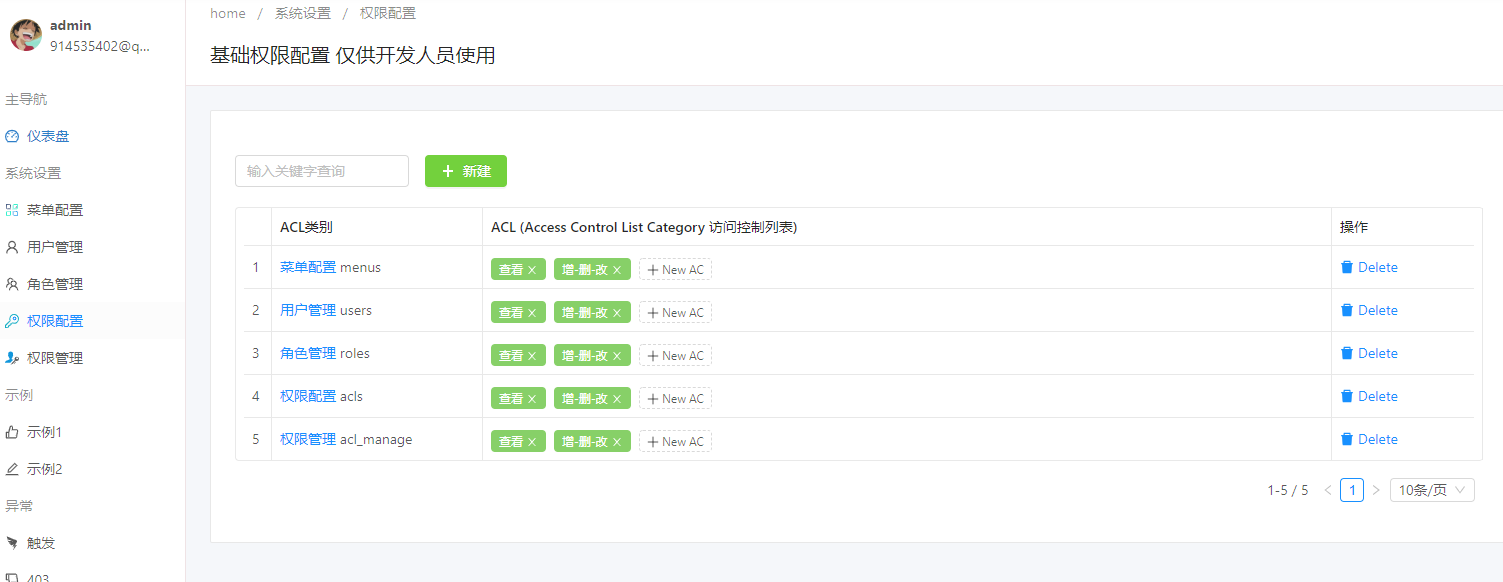 admin
914535402@q...
主导航
仪表盘
系统设置
菜单配置
用户管理
角色管理
权限配置
权限管理
示例
示例1
示例2
异常
触发
403
home / 系统设置 / 权限配置
基础权限配置 仅供开发人员使用
输入关键字查询
+ 新建
ACL类别 ACL (Access Control List Category 访问控制列表) 操作
1 菜单配置 menus 查看 × 增-删-改 × + New AC Delete
2 用户管理 users 查看 × 增-删-改 × + New AC Delete
3 角色管理 roles 查看 × 增-删-改 × + New AC Delete
4 权限配置 acls 查看 × 增-删-改 × + New AC Delete
5 权限管理 acl_manage 查看 × 增-删-改 × + New AC Delete
1-5 / 5 < 1 > 10条/页